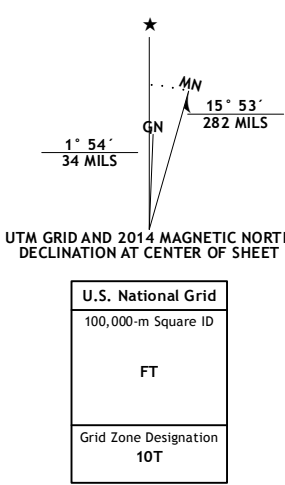 ★
MN
15° 53´
282 MILS
GN
1° 54´
34 MILS
UTM GRID AND 2014 MAGNETIC NORTH
DECLINATION AT CENTER OF SHEET
U.S. National Grid
100,000-m Square ID
FT
Grid Zone Designation
10T